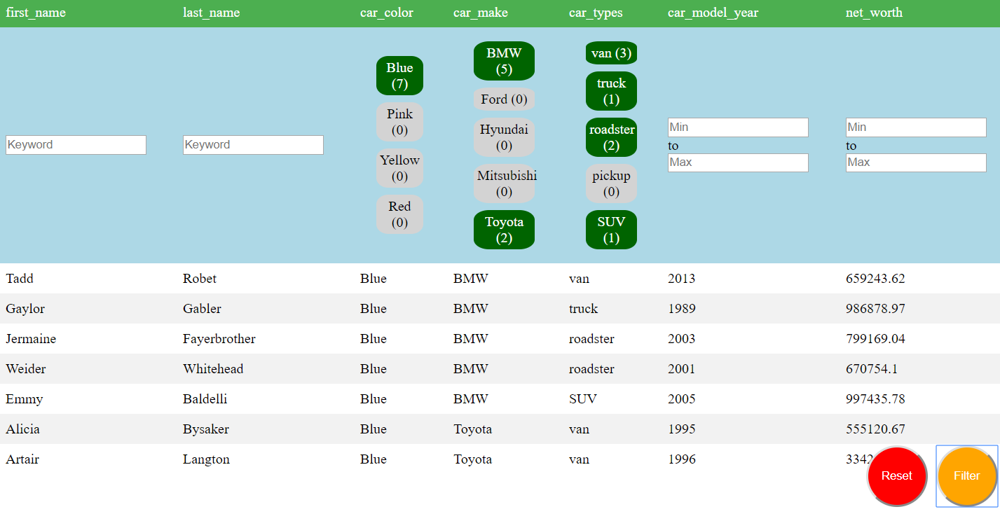 first_name last_name car_color car_make car_types car_model_year net_worth
Keyword
Keyword
Blue
(7)
Pink
(0)
Yellow
(0)
Red
(0)
BMW
(5)
Ford (0)
Hyundai
(0)
Mitsubishi
(0)
Toyota
(2)
van (3)
truck
(1)
roadster
(2)
pickup
(0)
SUV
(1)
Min
to
Max
Min
to
Max
Tadd Robet Blue BMW van 2013 659243.62
Gaylor Gabler Blue BMW truck 1989 986878.97
Jermaine Fayerbrother Blue BMW roadster 2003 799169.04
Weider Whitehead Blue BMW roadster 2001 670754.1
Emmy Baldelli Blue BMW SUV 2005 997435.78
Alicia Bysaker Blue Toyota van 1995 555120.67
Artair Langton Blue Toyota van 1996
Reset
Filter